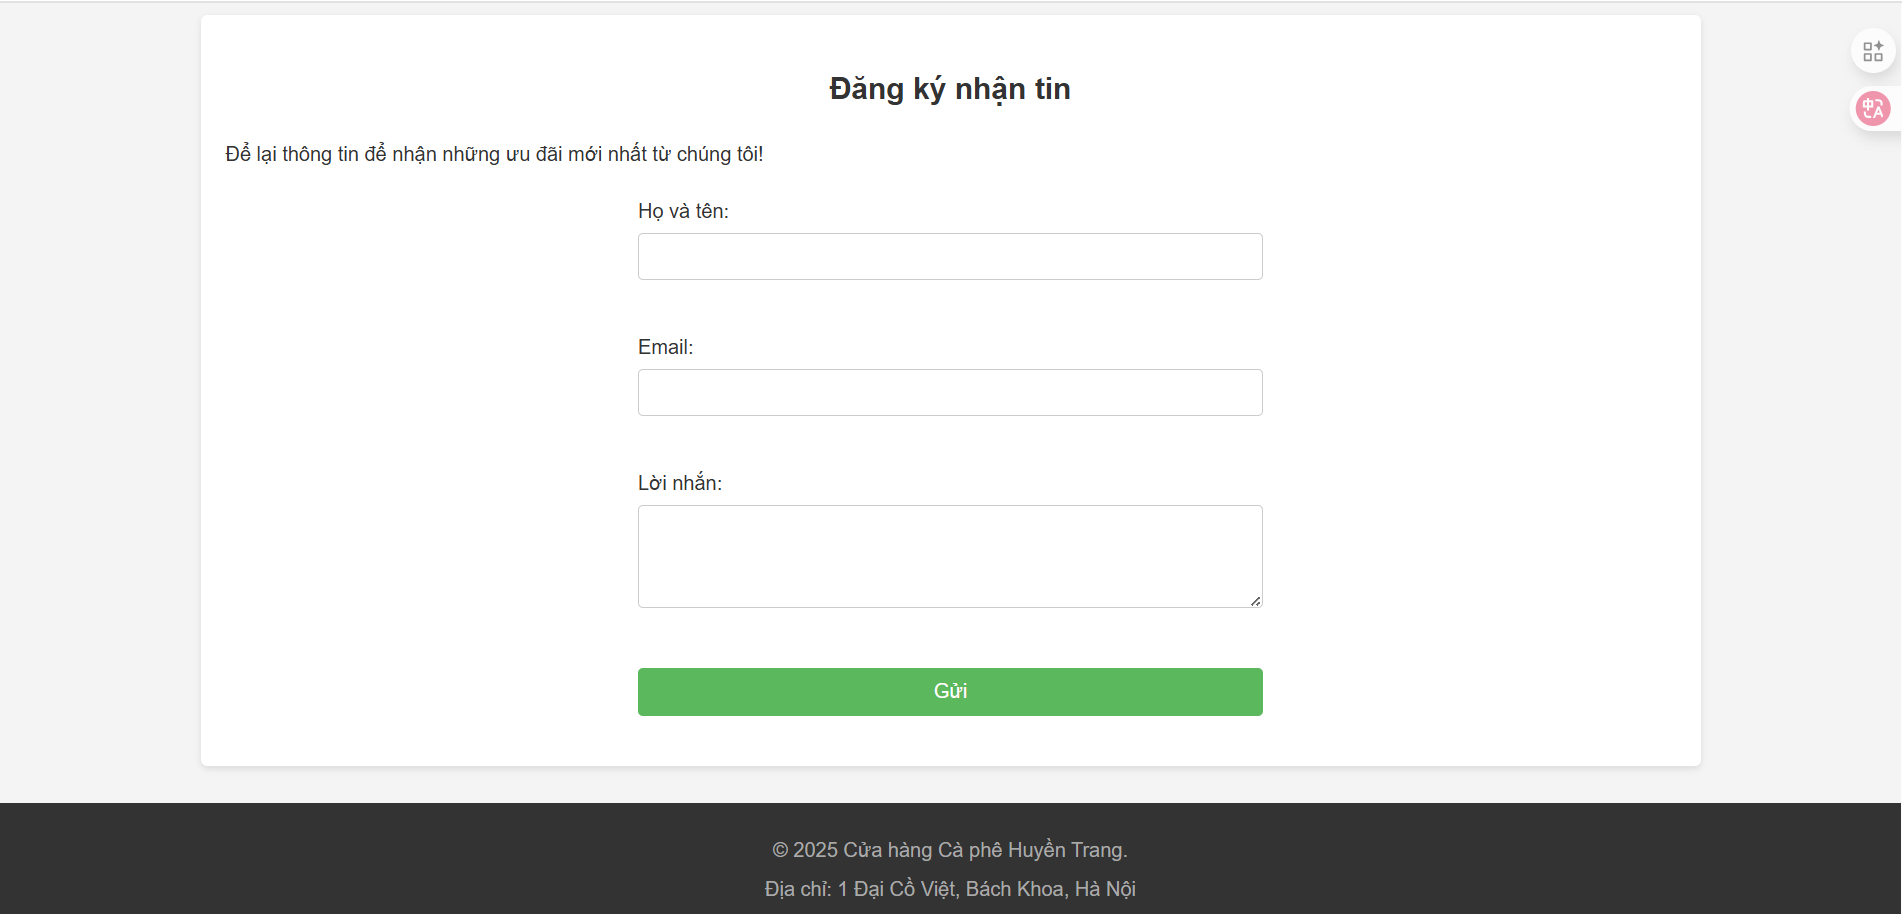 Đăng ký nhận tin
Để lại thông tin để nhận những ưu đãi mới nhất từ chúng tôi!
Họ và tên:
Email:
Lời nhắn:
Gửi
© 2025 Cửa hàng Cà phê Huyền Trang.
Địa chỉ: 1 Đại Cồ Việt, Bách Khoa, Hà Nội
中A